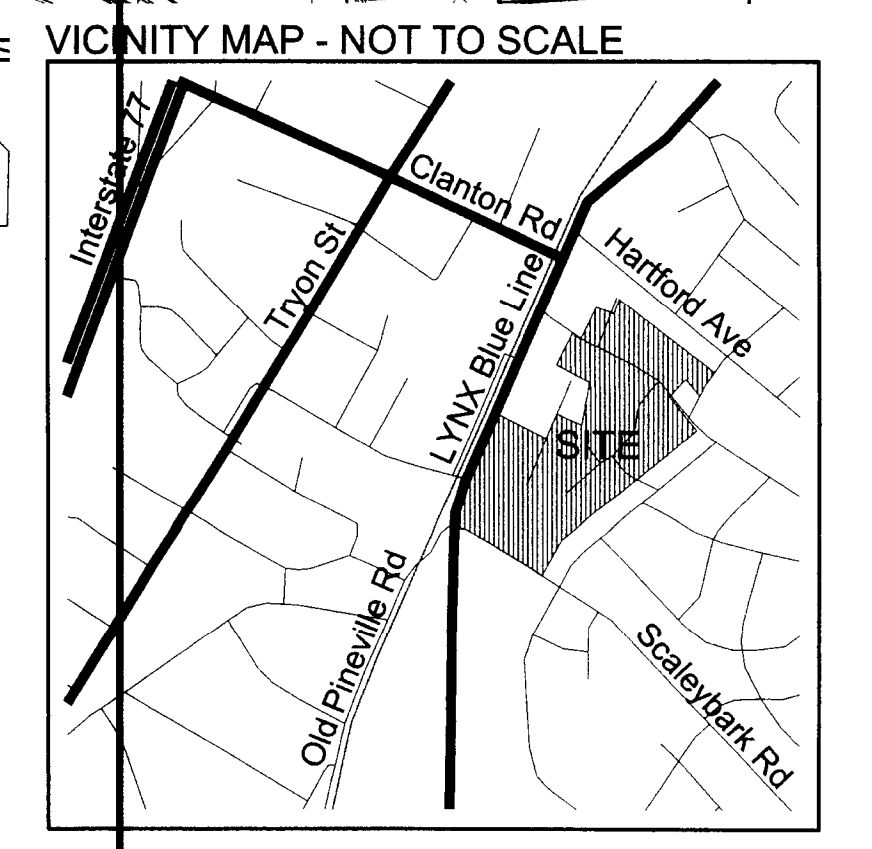 VICINITY MAP - NOT TO SCALE
Interstate 77
Clanton Rd
Tryon St
Hartford Ave
LYNX Blue Line
SITE
Old Pineville Rd
Scaleybark Rd